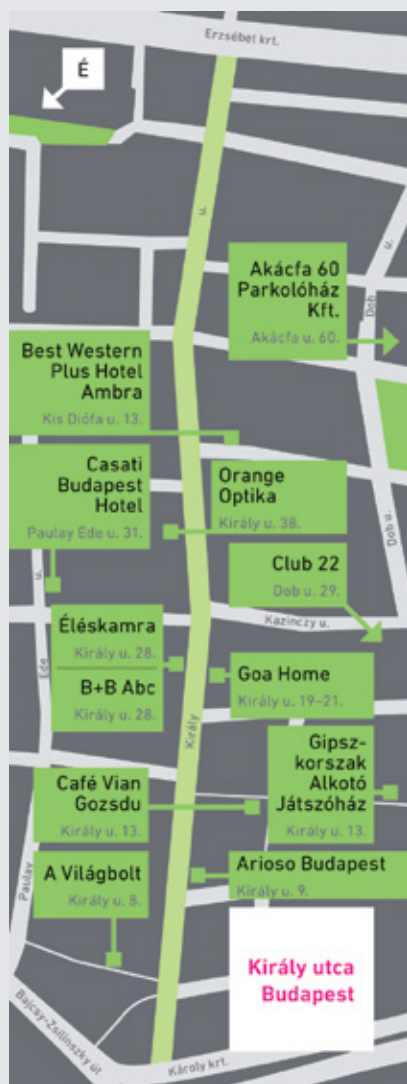 Erzsébet krt.
É
u.
u.
Akácfa 60
Parkolóház
Kft.
Akácfa u. 60.
Dob
Best Western
Plus Hotel
Ambra
Kis Diófa u. 13.
Casati
Budapest
Hotel
Paulay Ede u. 31.
Orange
Optika
Király u. 38.
Dob u.
Club 22
Dob u. 29.
u.
Kazinczy u.
Éléskamra
Király u. 28.
B+B Abc
Király u. 28.
Ede
Goa Home
Király u. 19–21.
Király
Gipsz-
korszak
Alkotó
Játszóház
Király u. 13.
Café Vian
Gozsdu
Király u. 13.
A Világbolt
Király u. 8.
Paulay
Arioso Budapest
Király u. 9.
Király utca
Budapest
Bajcsy-Zsilinszky út
Károly krt.